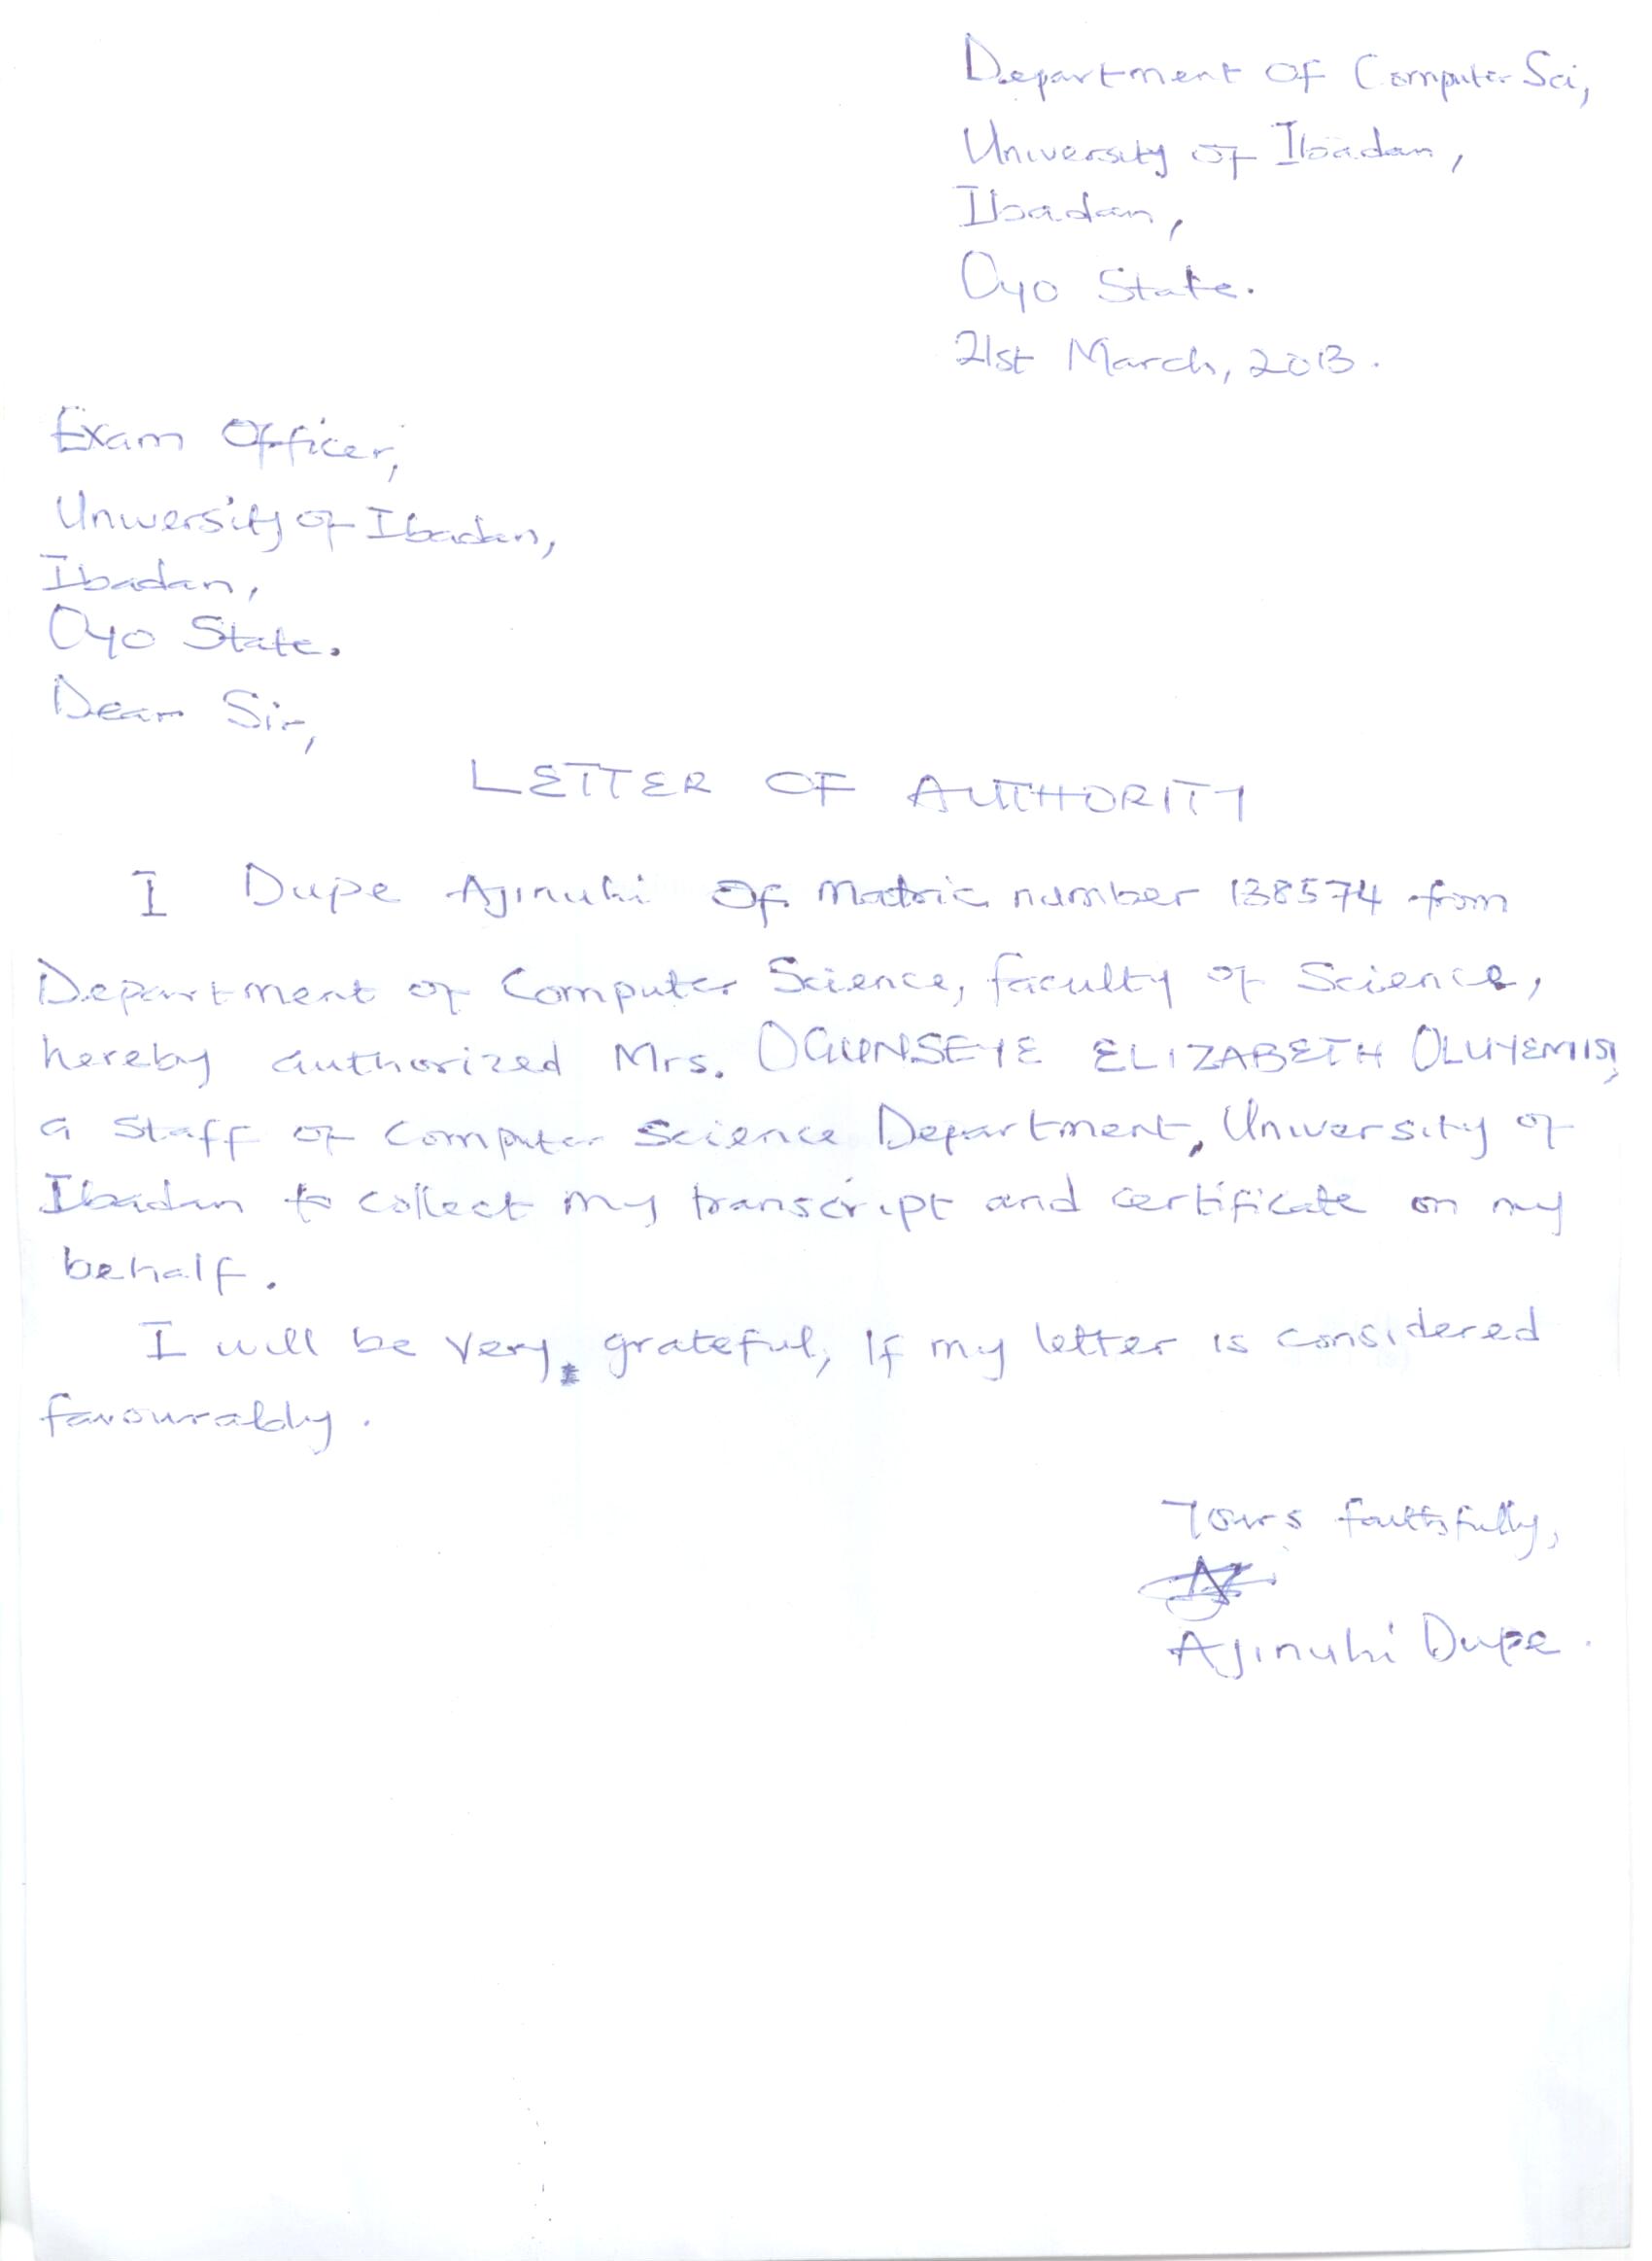 Department of Computer Sci,
University of Ibadan,
Ibadan,
Oyo State.
21st March, 2013.
Exam Officer,
University of Ibadan,
Ibadan,
Oyo State.
Dear Sir,
LETTER OF AUTHORITY
I Dupe Ajinuhi of Matric number 138574 from
Department of Computer Science, faculty of Science,
hereby authorized Mrs. OGUNSEYE ELIZABETH OLUYEMISI,
a Staff of Computer Science Department, University of
Ibadan to collect my transcript and certificate on my
behalf.
I will be very grateful, If my letter is considered
favourably.
Yours faithfully,
Ajinuhi Dupe.